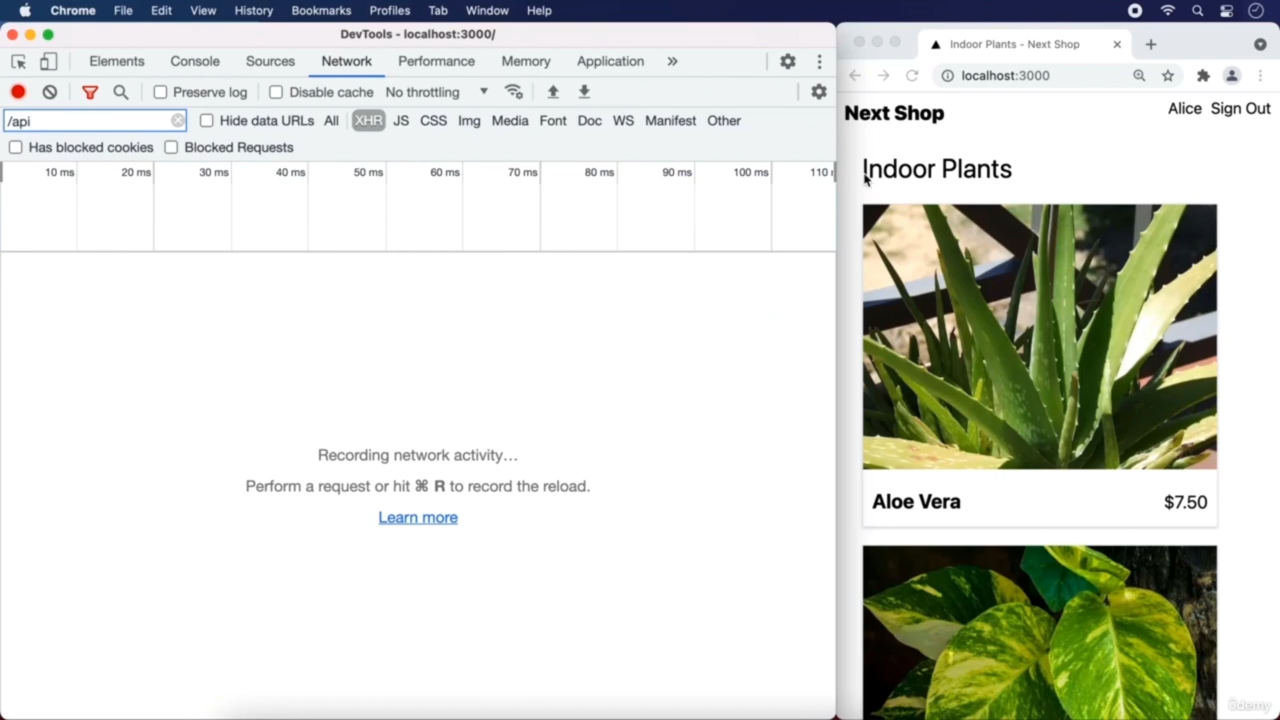 Chrome File Edit View History Bookmarks Profiles Tab Window Help
DevTools - localhost:3000/
Elements Console Sources Network Performance Memory Application »
Preserve log Disable cache No throttling
/api Hide data URLs All XHR JS CSS Img Media Font Doc WS Manifest Other
Has blocked cookies Blocked Requests
10 ms 20 ms 30 ms 40 ms 50 ms 60 ms 70 ms 80 ms 90 ms 100 ms 110
Recording network activity…
Perform a request or hit ⌘ R to record the reload.
Learn more
Indoor Plants - Next Shop
localhost:3000
Next Shop Alice Sign Out
Indoor Plants
Aloe Vera $7.50
ûdemy